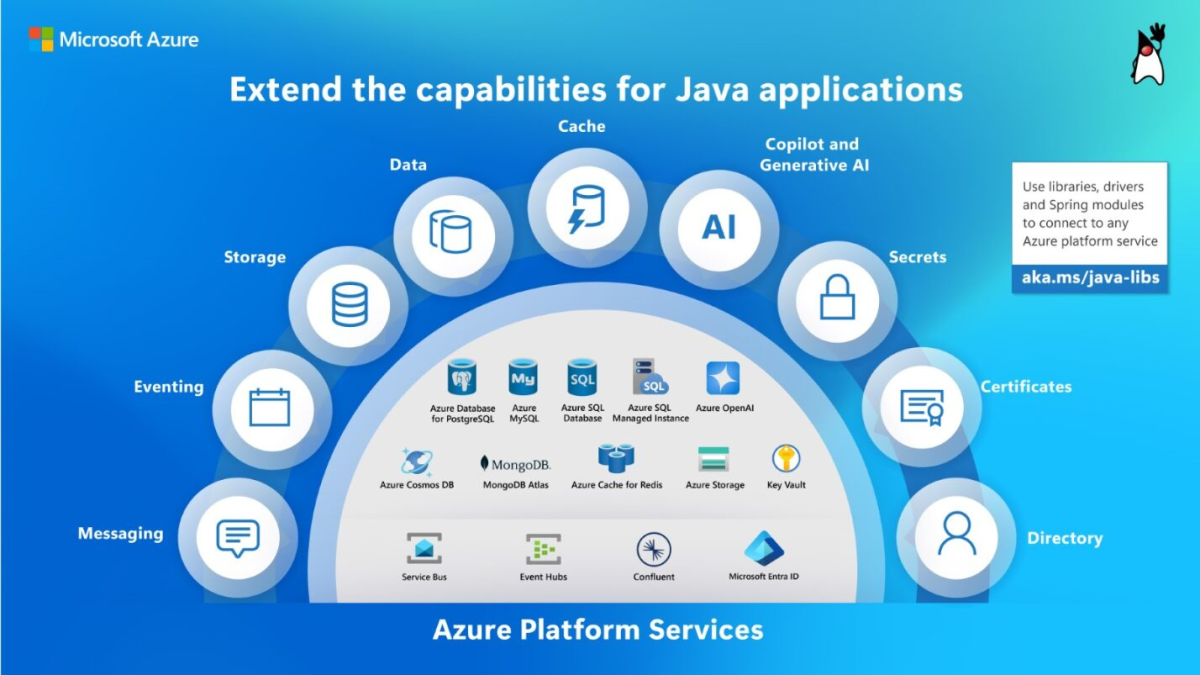 Microsoft Azure
Extend the capabilities for Java applications
Cache
Data
Copilot and
Generative AI
AI
Storage
Secrets
Use libraries, drivers
and Spring modules
to connect to any
Azure platform service
aka.ms/java-libs
Eventing
Certificates
Messaging
Directory
My
SQL
SQL
Azure Database
for PostgreSQL
Azure
MySQL
Azure SQL
Database
Azure SQL
Managed Instance
Azure OpenAI
MongoDB.
Azure Cosmos DB
MongoDB Atlas
Azure Cache for Redis
Azure Storage
Key Vault
Service Bus
Event Hubs
Confluent
Microsoft Entra ID
Azure Platform Services